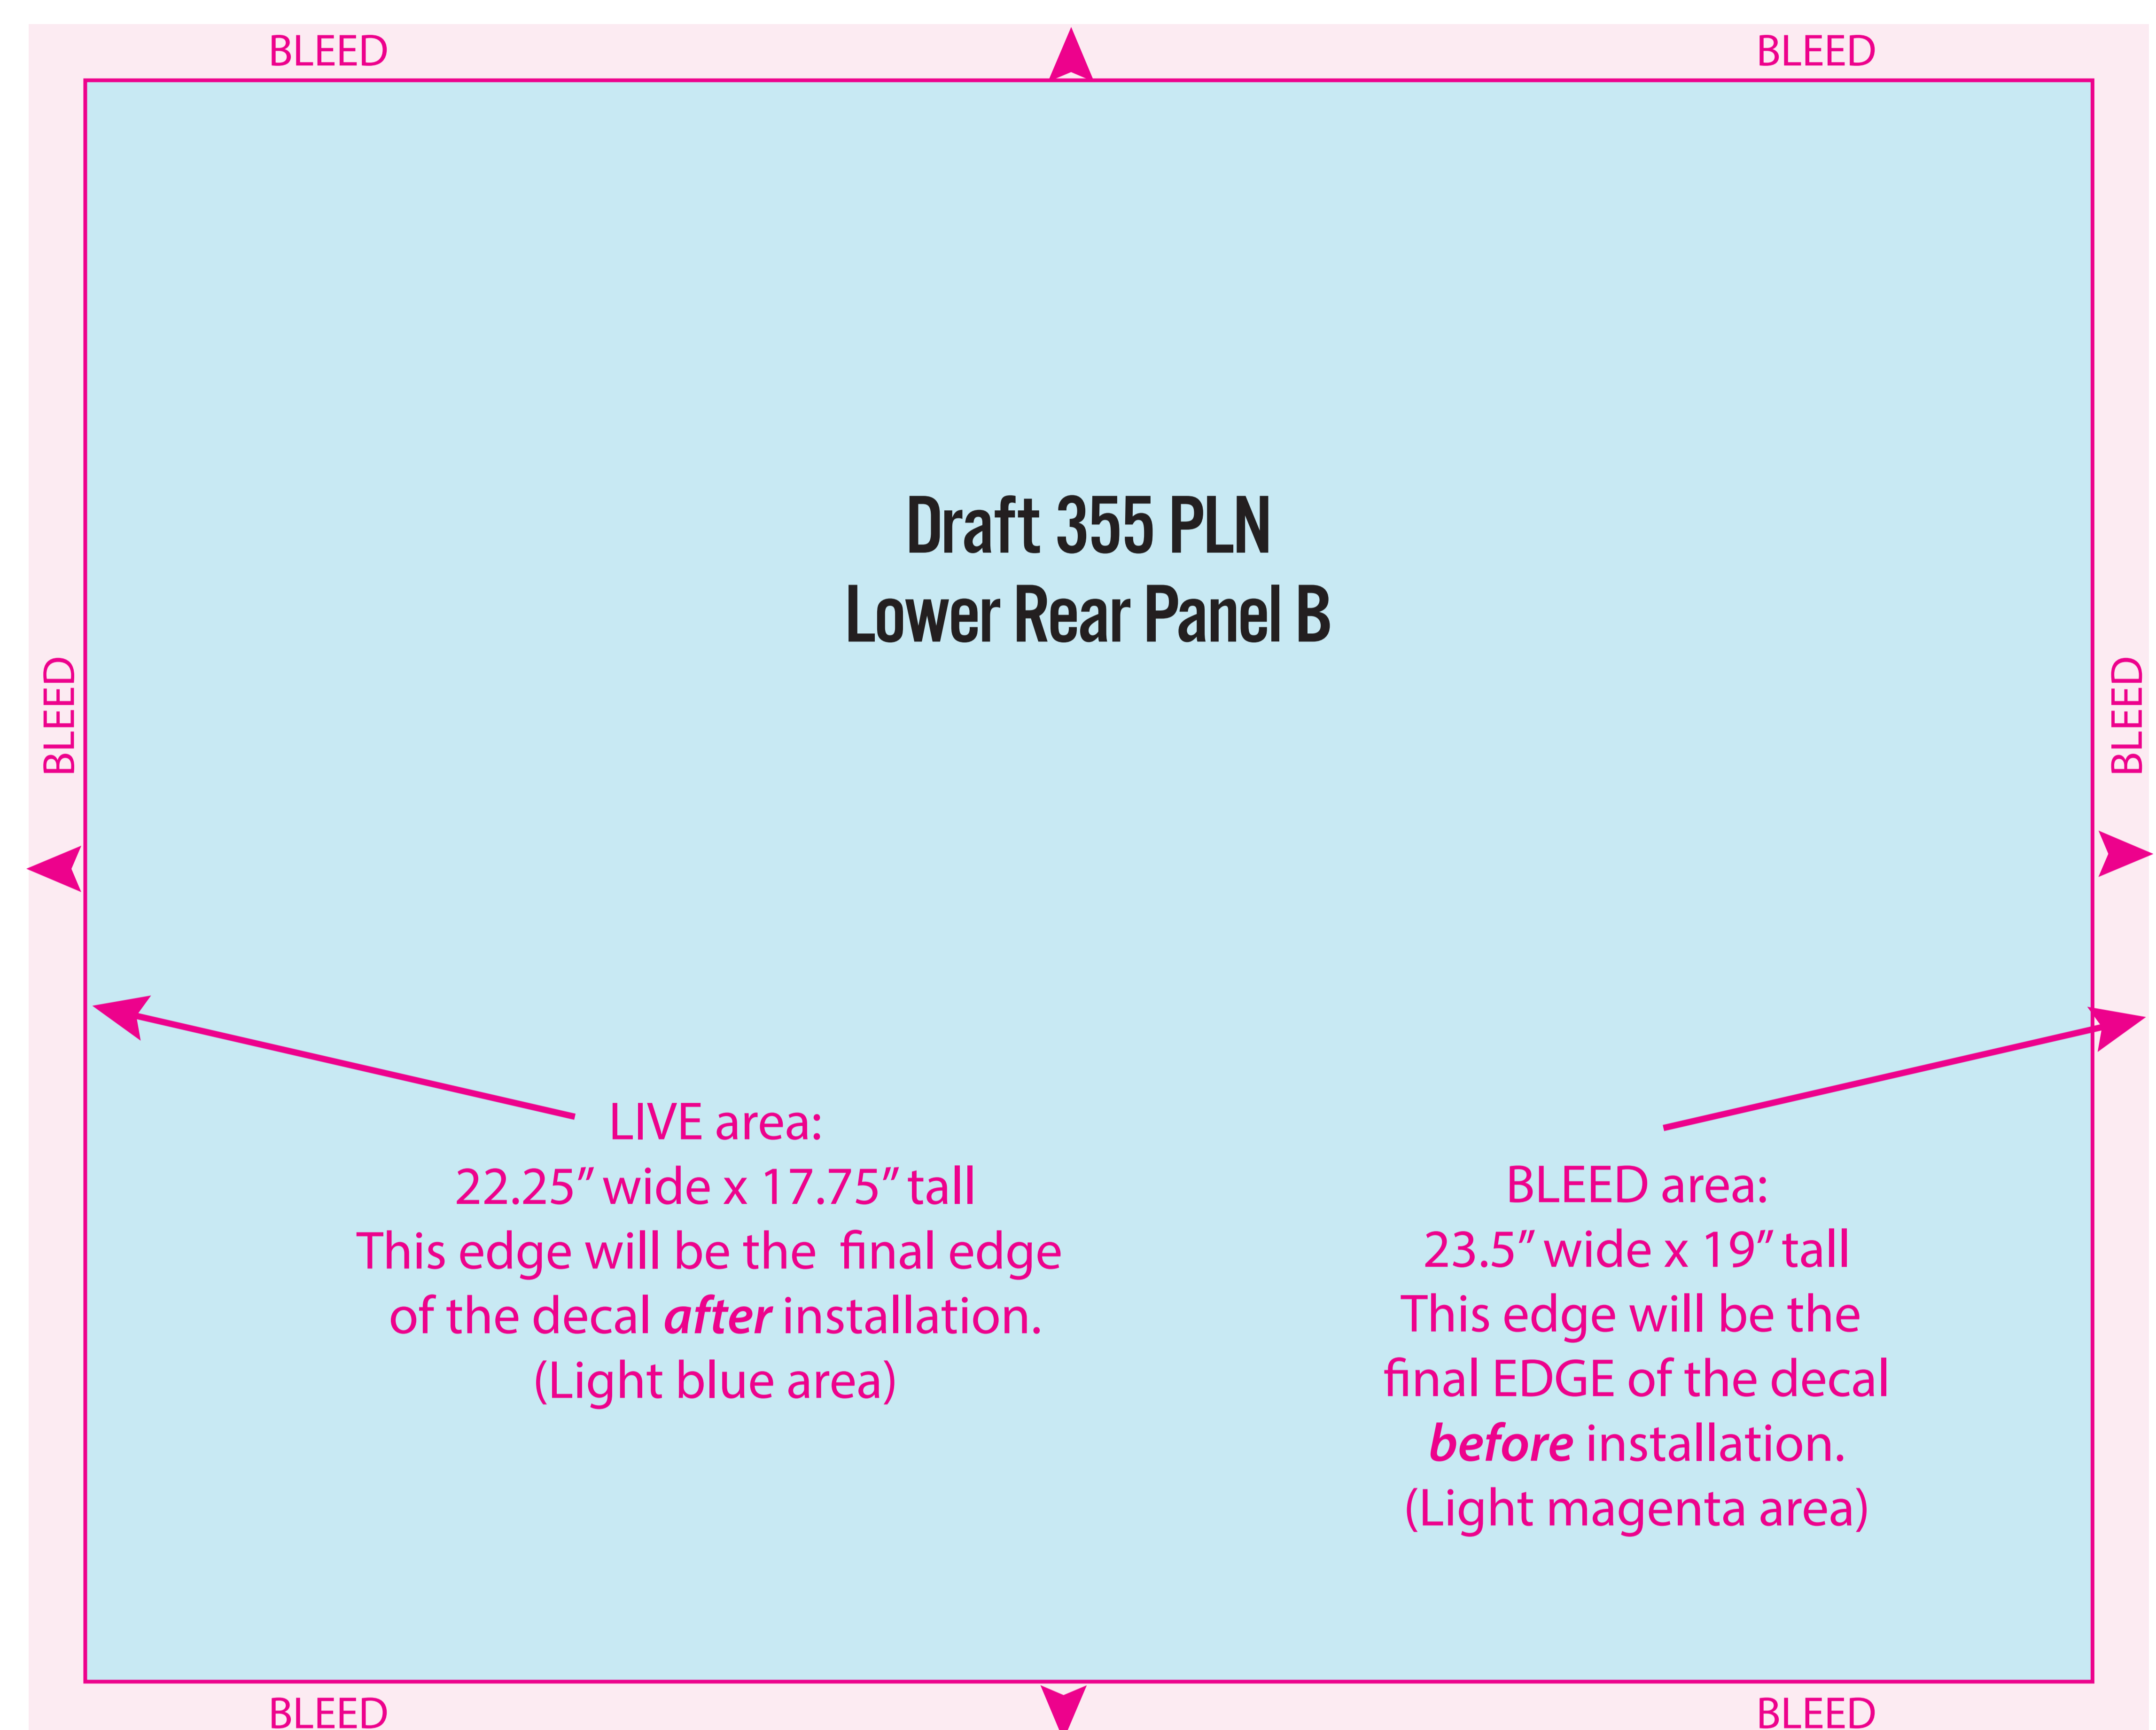 BLEED
BLEED
Draft 355 PLN
Lower Rear Panel B
BLEED
BLEED
LIVE area:
22.25” wide x 17.75” tall
This edge will be the  final edge
of the decal after installation.
(Light blue area)
BLEED area:
23.5” wide x 19” tall
This edge will be the
final EDGE of the decal
before installation.
(Light magenta area)
BLEED
BLEED